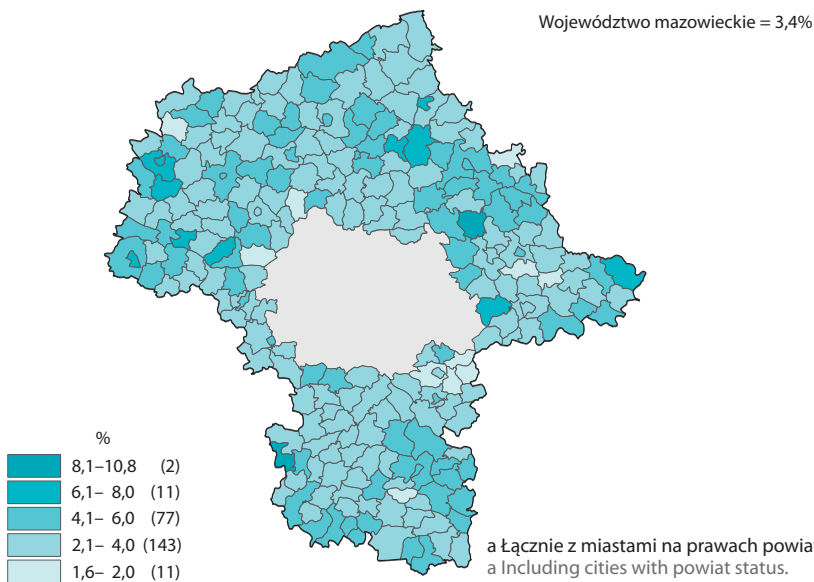 Województwo mazowieckie = 3,4%
%
8,1–10,8 (2)
6,1– 8,0 (11)
4,1– 6,0 (77)
2,1– 4,0 (143)
1,6– 2,0 (11)
a Łącznie z miastami na prawach powiat
a Including cities with powiat status.